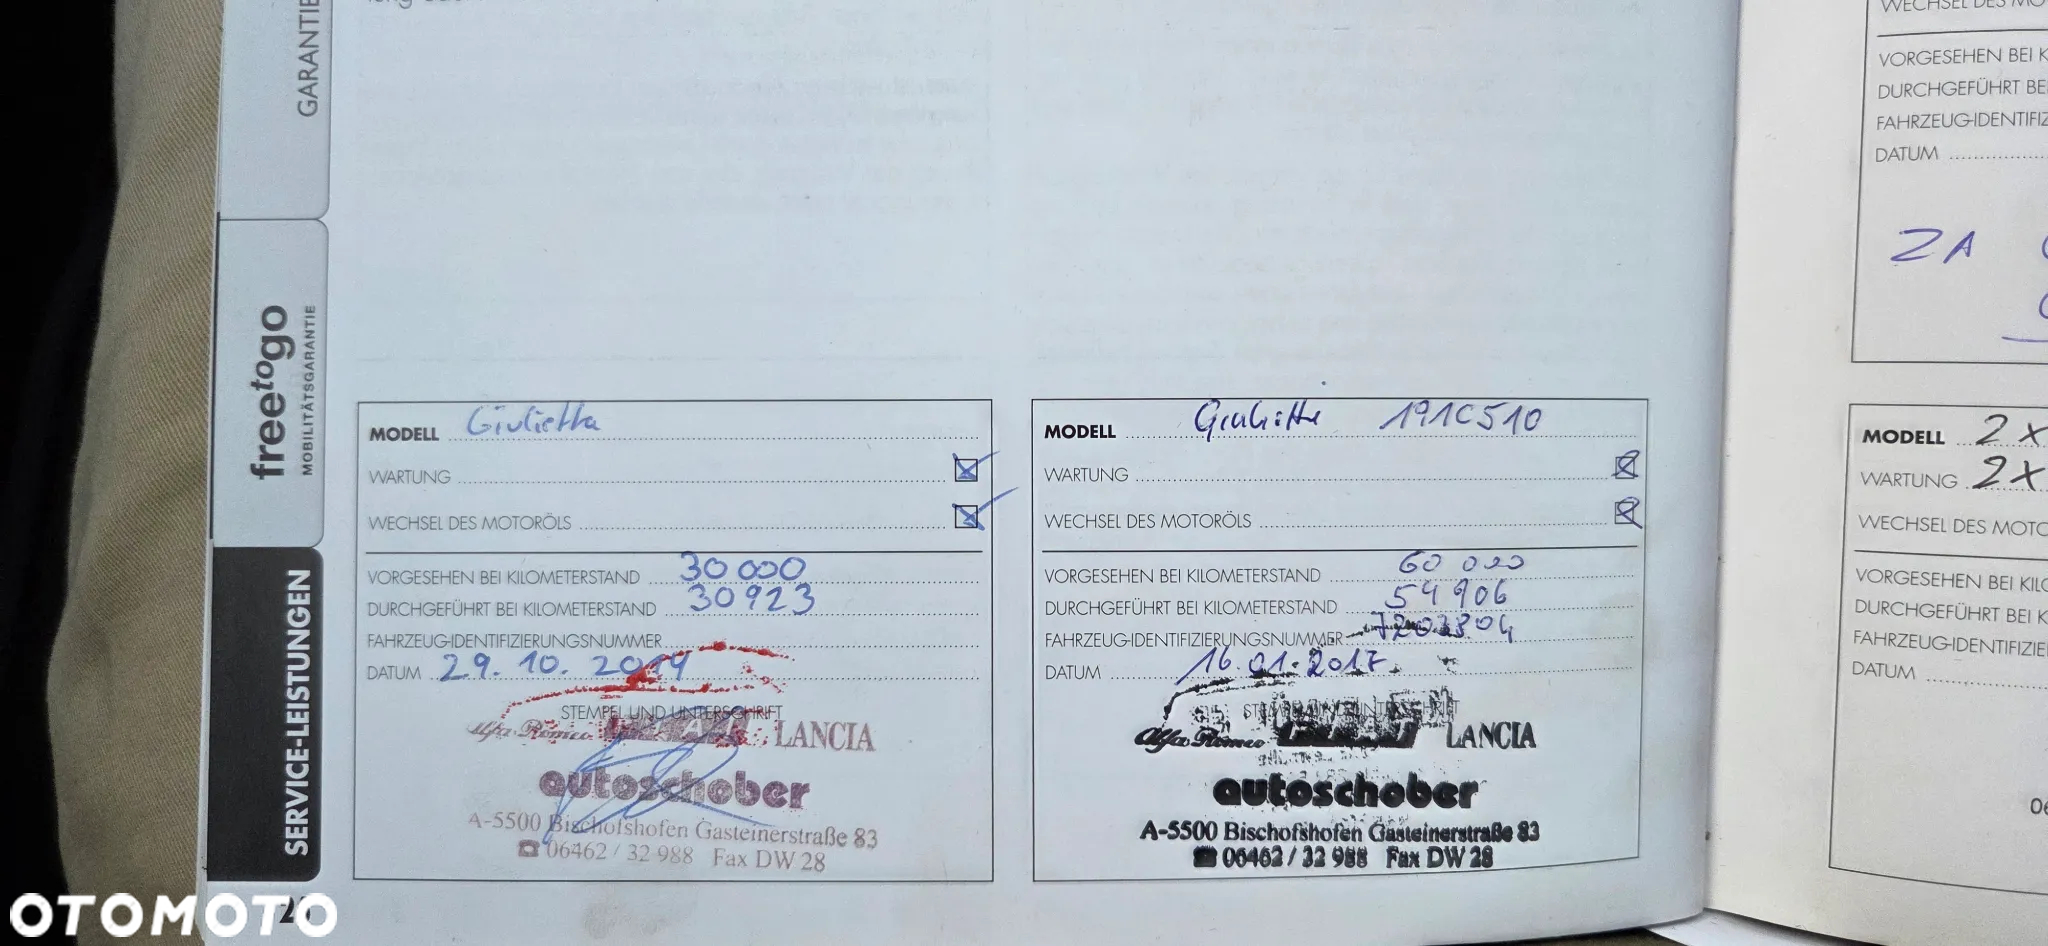 GARANTIE
freetogo
MOBILITÄTSGARANTIE
SERVICE-LEISTUNGEN
MODELL Giulietta
WARTUNG
WECHSEL DES MOTORÖLS
VORGESEHEN BEI KILOMETERSTAND 30 000
DURCHGEFÜHRT BEI KILOMETERSTAND 30923
FAHRZEUG-IDENTIFIZIERUNGSNUMMER
DATUM 29. 10. 2014
STEMPEL UND UNTERSCHRIFT
Alfa Romeo LANCIA
autoschober
A-5500 Bischofshofen Gasteinerstraße 83
☎ 06462 / 32 988 Fax DW 28
MODELL Giulietta 191C510
WARTUNG
WECHSEL DES MOTORÖLS
VORGESEHEN BEI KILOMETERSTAND 60 000
DURCHGEFÜHRT BEI KILOMETERSTAND 54906
FAHRZEUG-IDENTIFIZIERUNGSNUMMER
DATUM 16.01.2017
Alfa Romeo LANCIA
autoschober
A-5500 Bischofshofen Gasteinerstraße 83
☎ 06462 / 32 988 Fax DW 28
WECHSEL DES MO
VORGESEHEN BEI K
DURCHGEFÜHRT BE
FAHRZEUG-IDENTIFIZ
DATUM
ZA
MODELL 2x
WARTUNG 2x
WECHSEL DES MOTO
VORGESEHEN BEI KIL
DURCHGEFÜHRT BEI K
FAHRZEUG-IDENTIFIZIE
DATUM
OTOMOTO